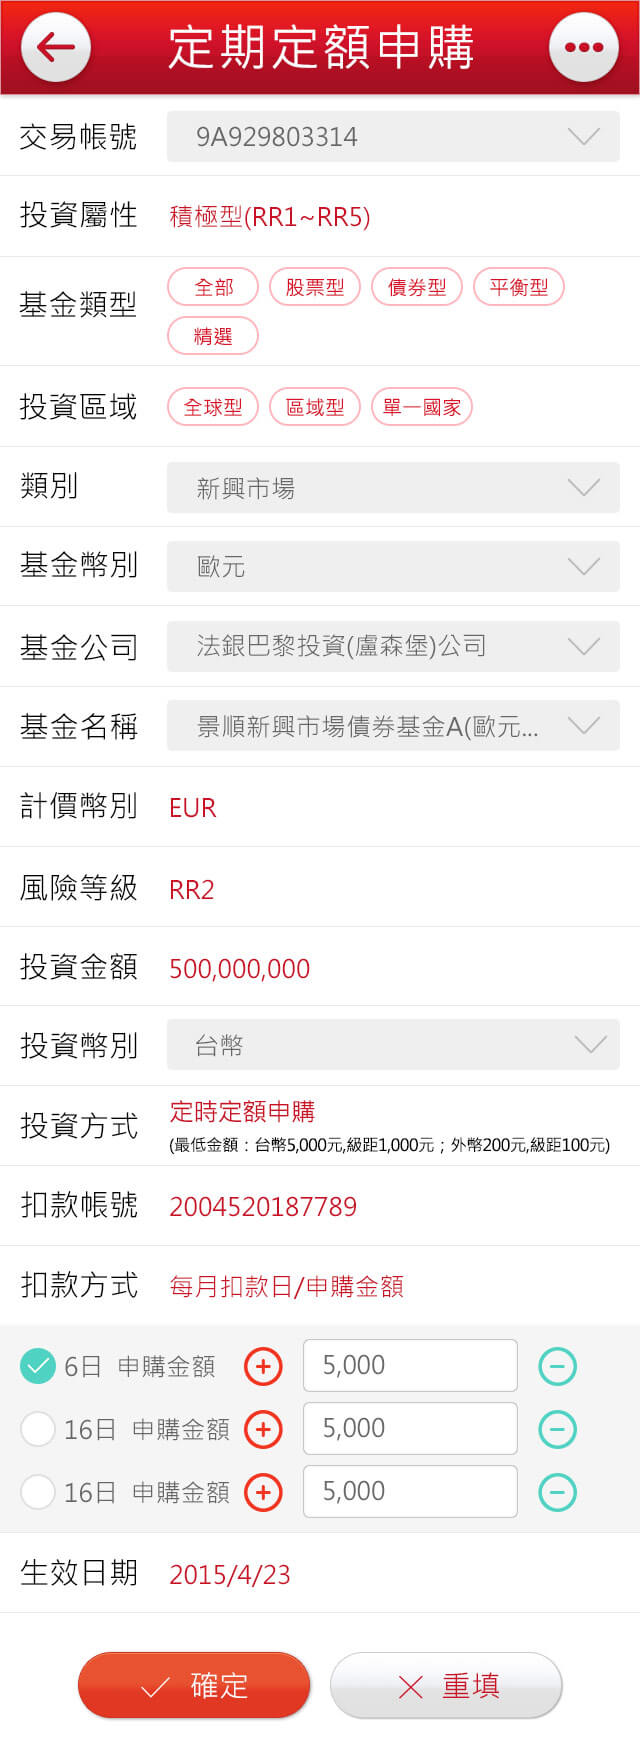 定期定額申購
交易帳號 9A929803314
投資屬性 積極型(RR1~RR5)
基金類型 全部 股票型 債券型 平衡型
精選
投資區域 全球型 區域型 單一國家
類別 新興市場
基金幣別 歐元
基金公司 法銀巴黎投資(盧森堡)公司
基金名稱 景順新興市場債券基金A(歐元...
計價幣別 EUR
風險等級 RR2
投資金額 500,000,000
投資幣別 台幣
投資方式 定時定額申購
(最低金額：台幣5,000元,級距1,000元；外幣200元,級距100元)
扣款帳號 2004520187789
扣款方式 每月扣款日/申購金額
6日 申購金額 5,000
16日 申購金額 5,000
16日 申購金額 5,000
生效日期 2015/4/23
確定 重填